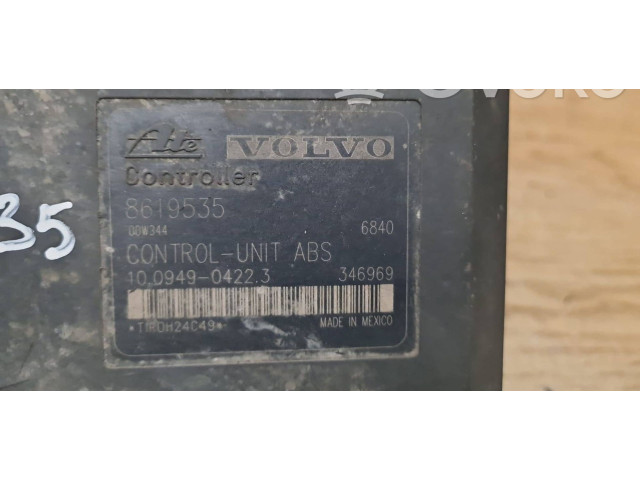 Ate VOLVO
Controller
8619535
00W344 6840
CONTROL-UNIT ABS
10.0949-0422.3 346969
*T1R0H24C49*
MADE IN MEXICO
35